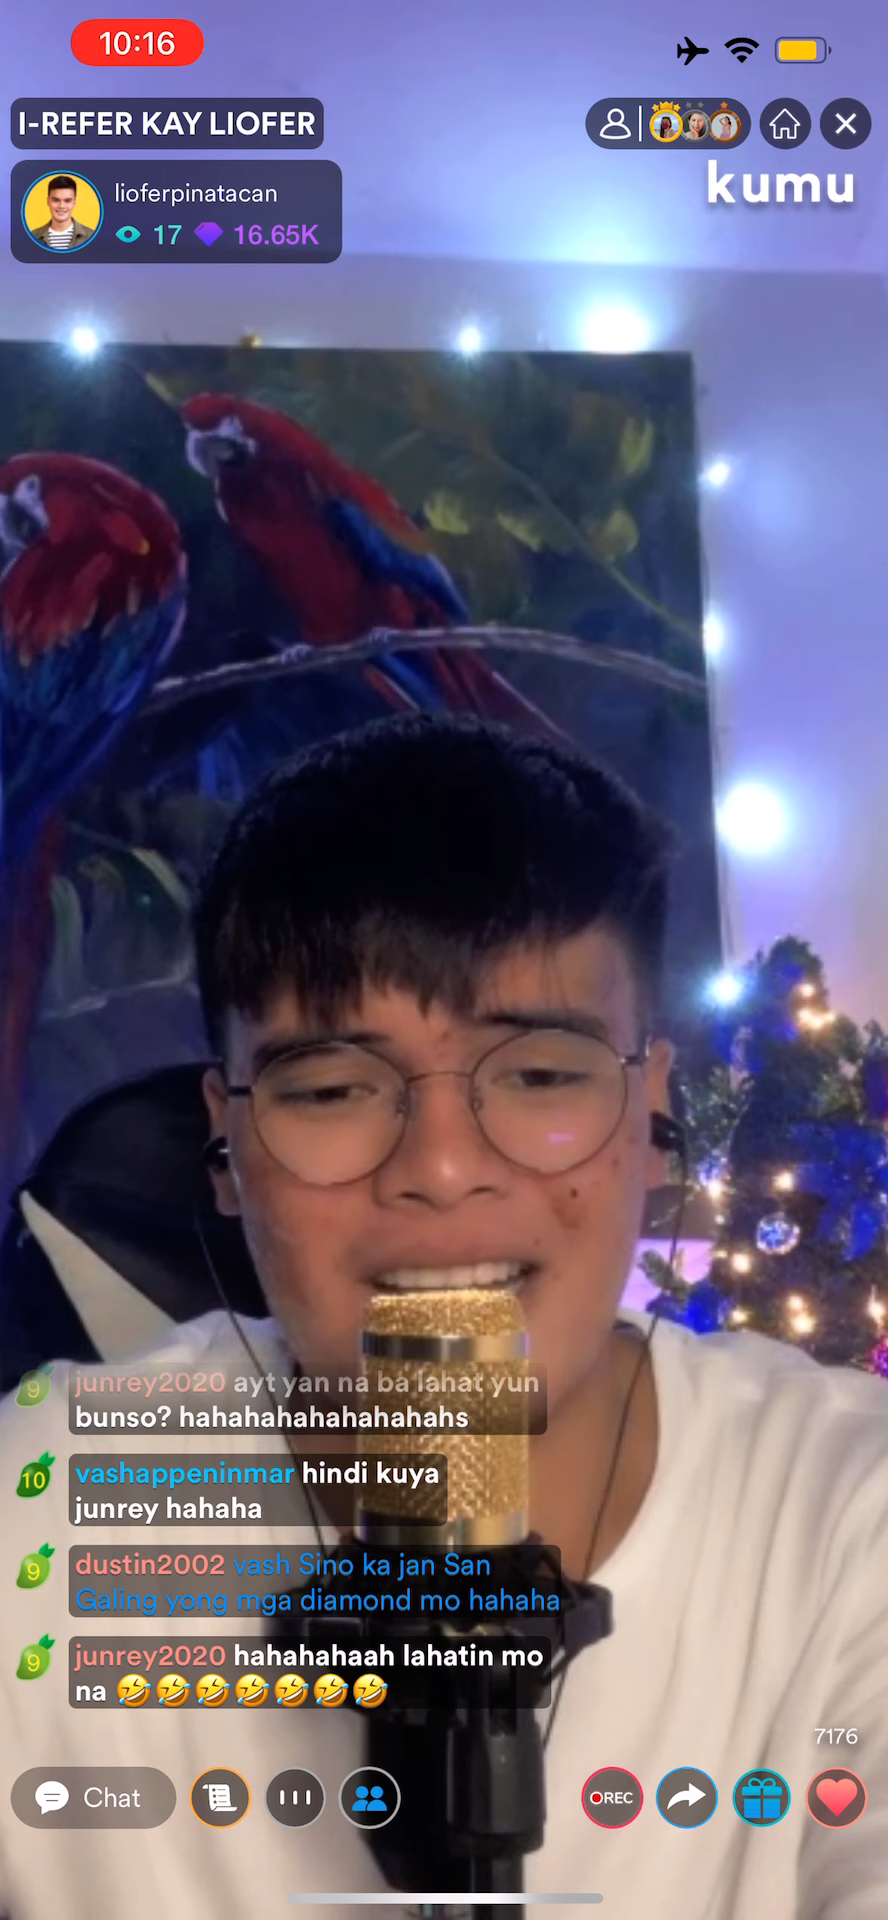 10:16
I-REFER KAY LIOFER
lioferpinatacan
17 16.65K
kumu
9 junrey2020 ayt yan na ba lahat yun
bunso? hahahahahahahahahs
10 vashappeninmar hindi kuya
junrey hahaha
9 dustin2002 vash Sino ka jan San
Galing yong mga diamond mo hahaha
9 junrey2020 hahahahaah lahatin mo
na 🤣🤣🤣🤣🤣🤣🤣
7176
Chat
REC